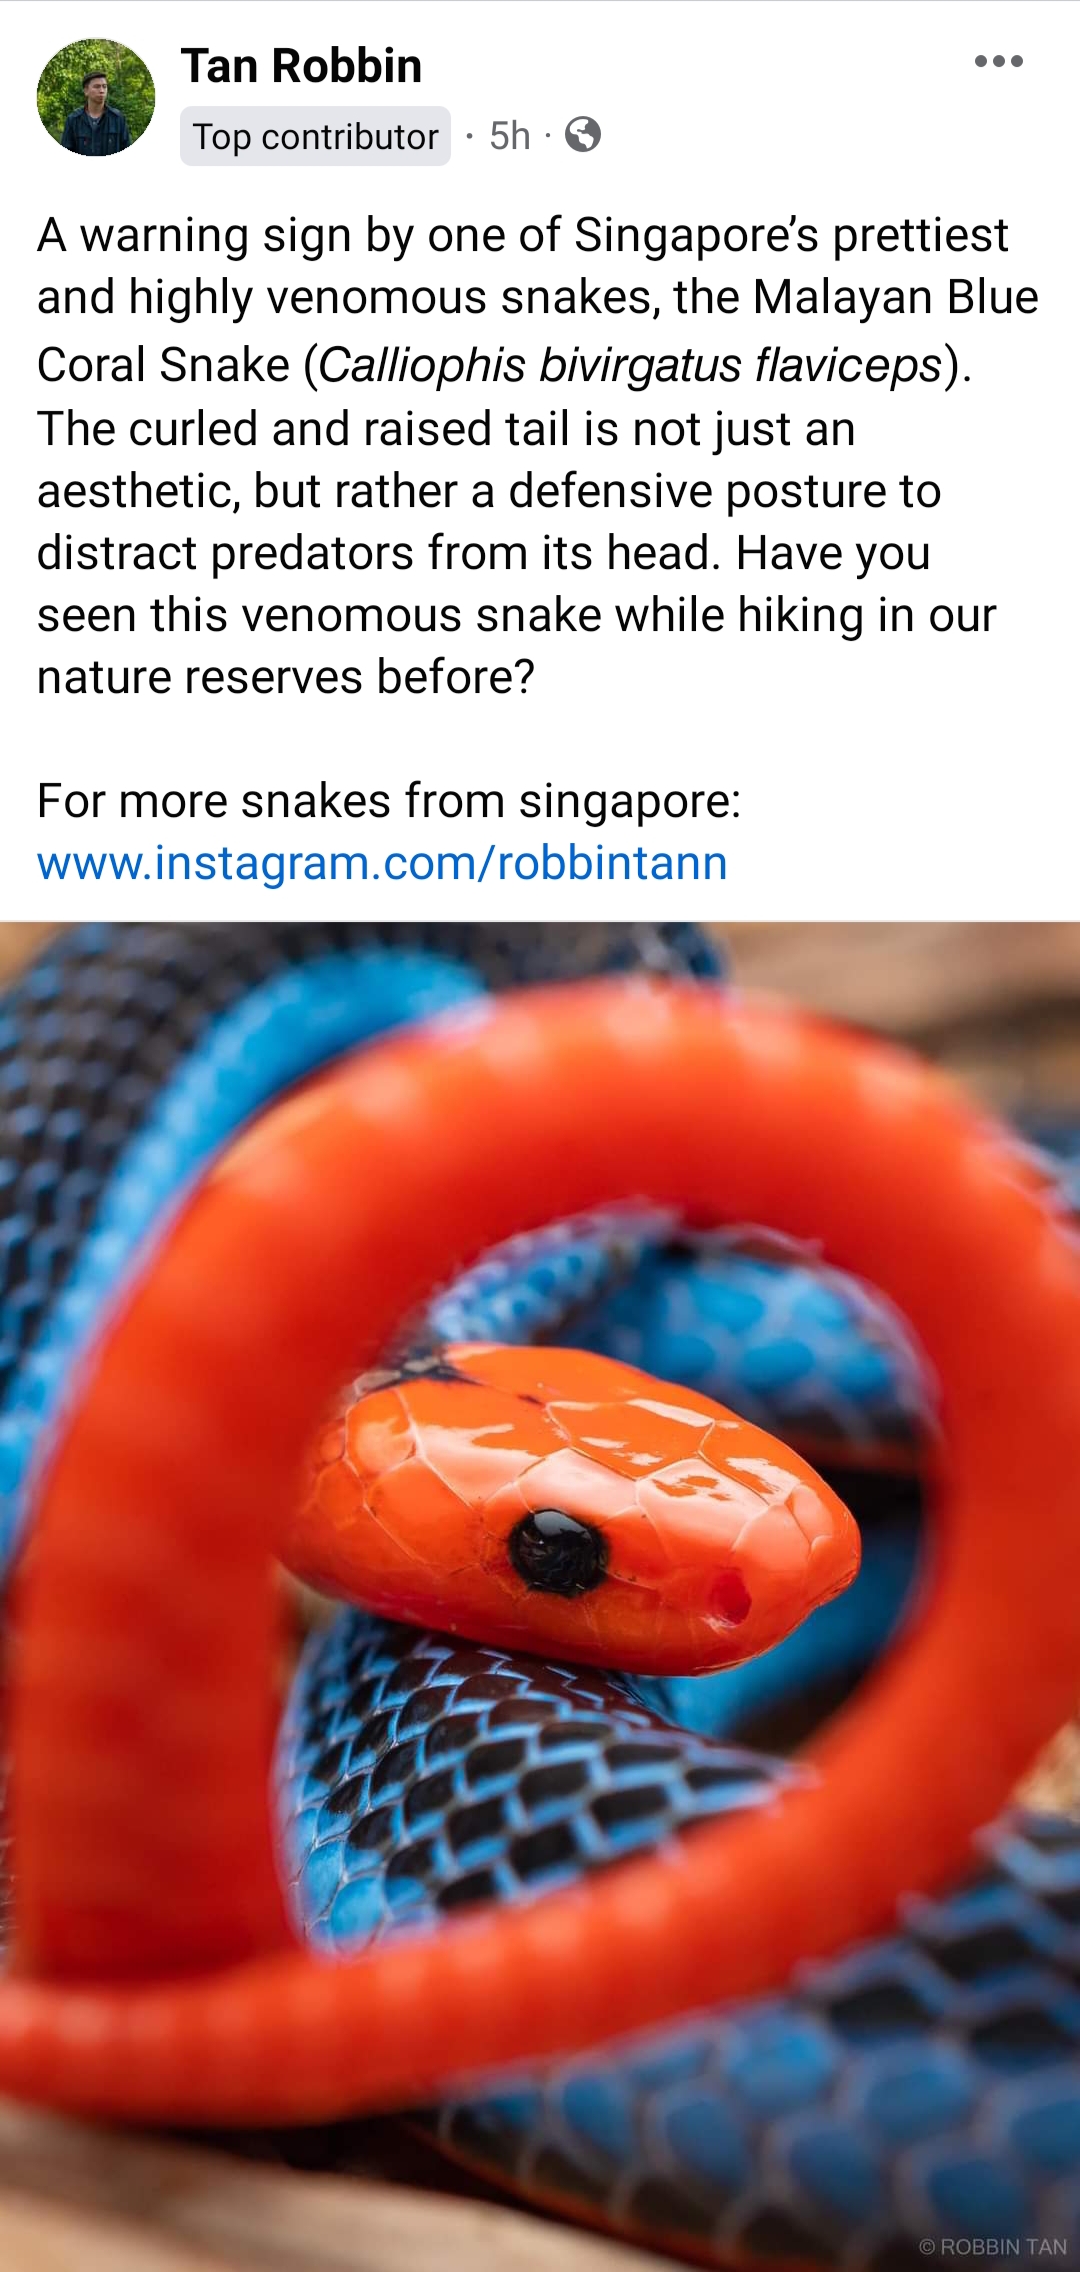 Tan Robbin
Top contributor · 5h ·
A warning sign by one of Singapore’s prettiest
and highly venomous snakes, the Malayan Blue
Coral Snake (Calliophis bivirgatus flaviceps).
The curled and raised tail is not just an
aesthetic, but rather a defensive posture to
distract predators from its head. Have you
seen this venomous snake while hiking in our
nature reserves before?
For more snakes from singapore:
www.instagram.com/robbintann
© ROBBIN TAN